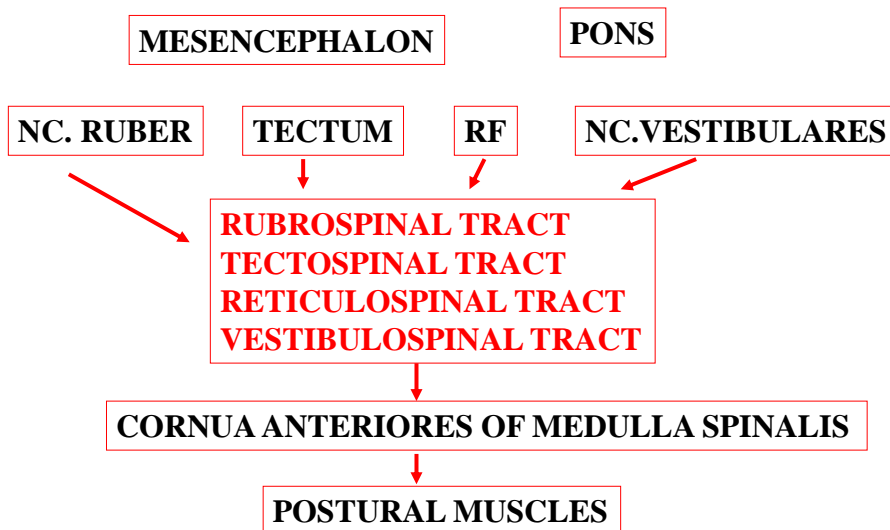 MESENCEPHALON
PONS
NC. RUBER
TECTUM
RF
NC.VESTIBULARES
RUBROSPINAL TRACT
TECTOSPINAL TRACT
RETICULOSPINAL TRACT
VESTIBULOSPINAL TRACT
CORNUA ANTERIORES OF MEDULLA SPINALIS
POSTURAL MUSCLES